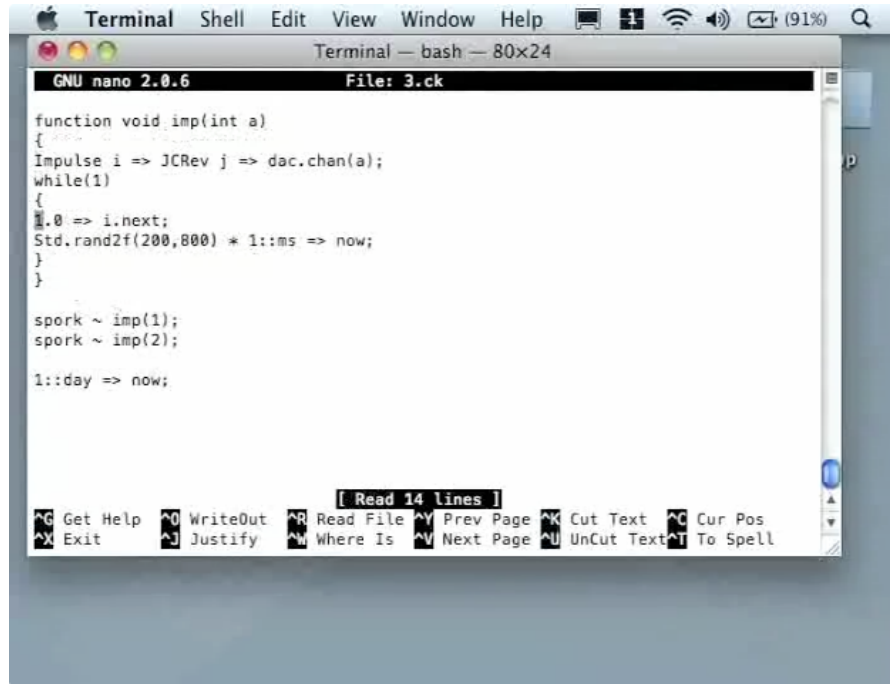 Terminal Shell Edit View Window Help 1 (91%)
Terminal — bash — 80×24
GNU nano 2.0.6 File: 3.ck
function void imp(int a)
{
Impulse i => JCRev j => dac.chan(a);
while(1)
{
1.0 => i.next;
Std.rand2f(200,800) * 1::ms => now;
}
}
spork ~ imp(1);
spork ~ imp(2);
1::day => now;
[ Read 14 lines ]
^G Get Help ^O WriteOut ^R Read File ^Y Prev Page ^K Cut Text ^C Cur Pos
^X Exit ^J Justify ^W Where Is ^V Next Page ^U UnCut Text ^T To Spell